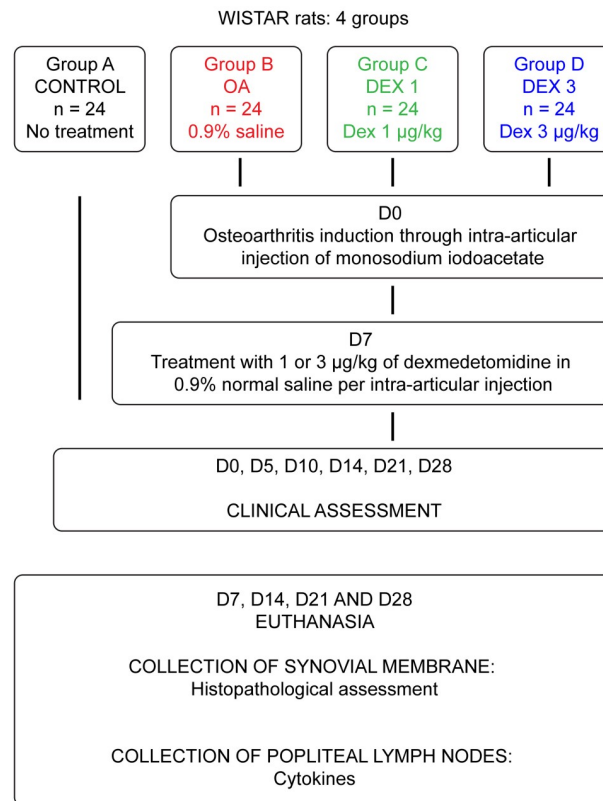 WISTAR rats: 4 groups
Group A
CONTROL
n = 24
No treatment
Group B
OA
n = 24
0.9% saline
Group C
DEX 1
n = 24
Dex 1 µg/kg
Group D
DEX 3
n = 24
Dex 3 µg/kg
D0
Osteoarthritis induction through intra-articular
injection of monosodium iodoacetate
D7
Treatment with 1 or 3 µg/kg of dexmedetomidine in
0.9% normal saline per intra-articular injection
D0, D5, D10, D14, D21, D28
CLINICAL ASSESSMENT
D7, D14, D21 AND D28
EUTHANASIA
COLLECTION OF SYNOVIAL MEMBRANE:
Histopathological assessment
COLLECTION OF POPLITEAL LYMPH NODES:
Cytokines